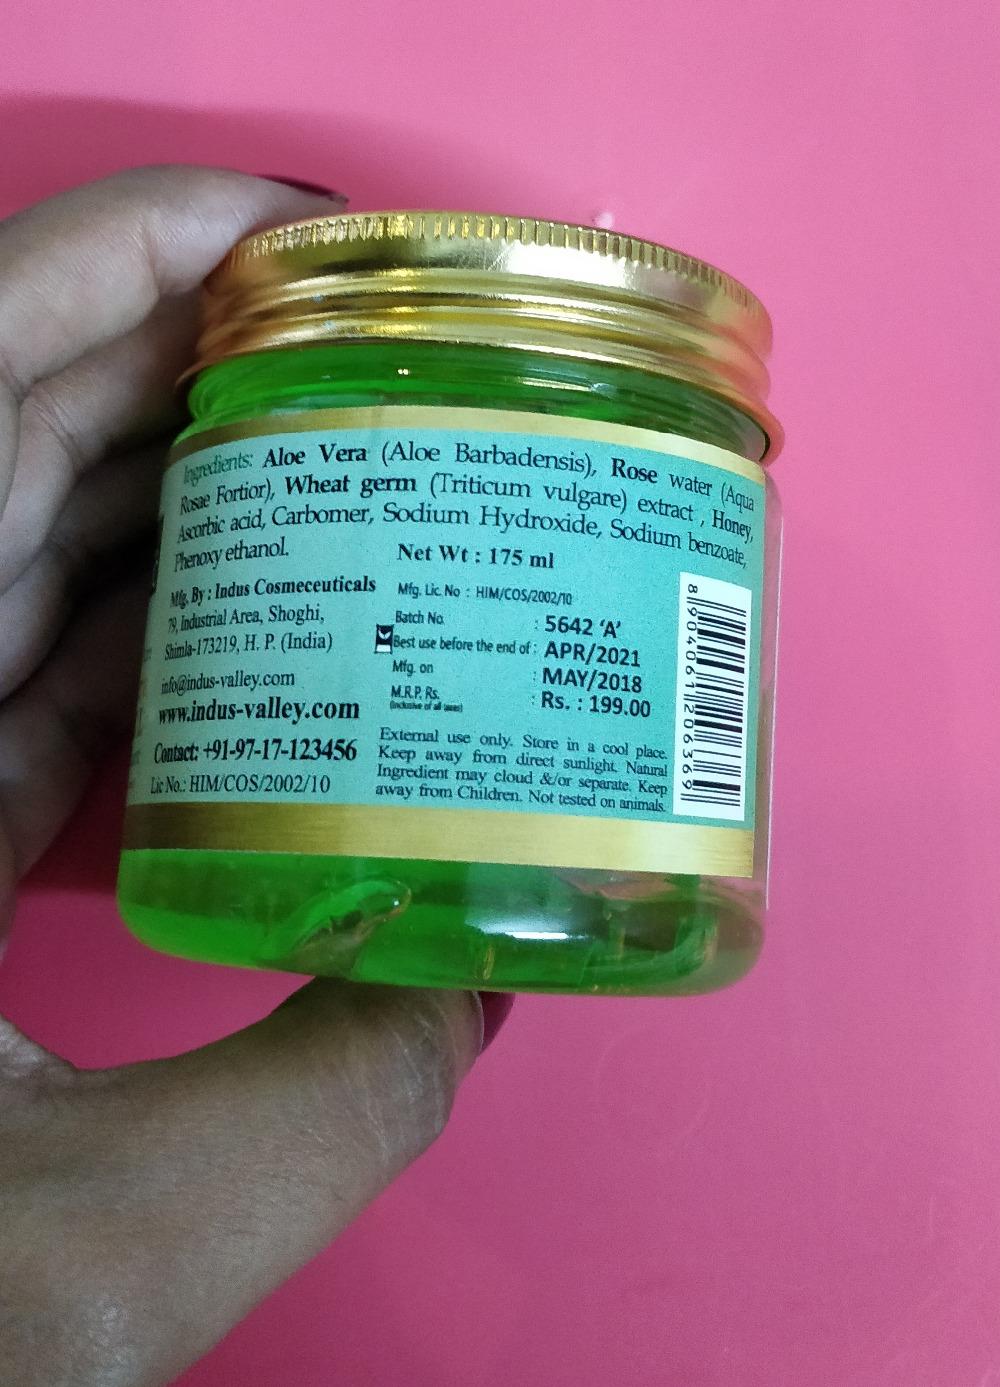 Ingredients: Aloe Vera (Aloe Barbadensis), Rose water (Aqua
Rosae Fortior), Wheat germ (Triticum vulgare) extract , Honey,
Ascorbic acid, Carbomer, Sodium Hydroxide, Sodium benzoate,
Phenoxy ethanol.
Net Wt : 175 ml
Mfg. By : Indus Cosmeceuticals
79, Industrial Area, Shoghi,
Shimla-173219, H. P. (India)
info@indus-valley.com
www.indus-valley.com
Contact: +91-97-17-123456
Lic No.: HIM/COS/2002/10
Mfg. Lic. No : HIM/COS/2002/10
Batch No. : 5642 'A'
Best use before the end of : APR/2021
Mfg. on : MAY/2018
M.R.P. Rs. : Rs. : 199.00
(Inclusive of all taxes)
External use only. Store in a cool place.
Keep away from direct sunlight. Natural
Ingredient may cloud &/or separate. Keep
away from Children. Not tested on animals.
8904061206369